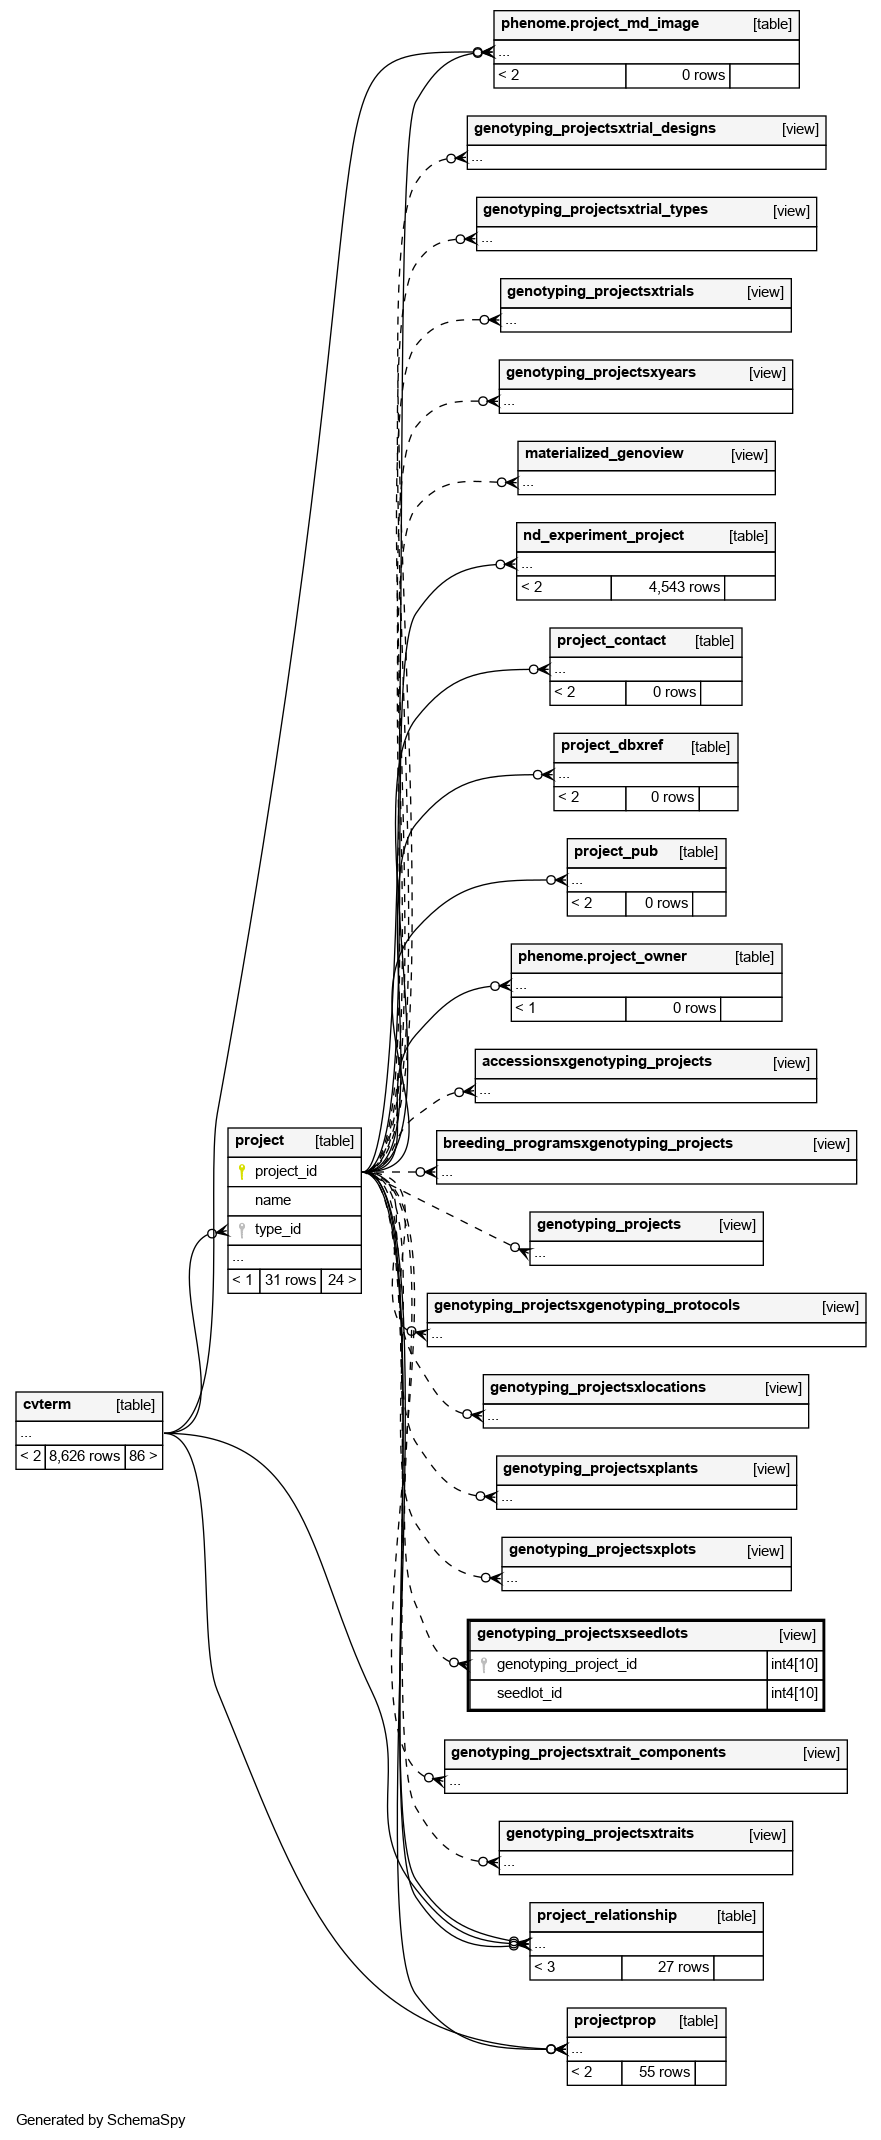 phenome.project_md_image [table]
...
< 2 0 rows
genotyping_projectsxtrial_designs [view]
...
genotyping_projectsxtrial_types [view]
...
genotyping_projectsxtrials [view]
...
genotyping_projectsxyears [view]
...
materialized_genoview [view]
...
nd_experiment_project [table]
...
< 2 4,543 rows
project_contact [table]
...
< 2 0 rows
project_dbxref [table]
...
< 2 0 rows
project_pub [table]
...
< 2 0 rows
phenome.project_owner [table]
...
< 1 0 rows
accessionsxgenotyping_projects [view]
...
project [table]
project_id
name
type_id
...
< 1 31 rows 24 >
breeding_programsxgenotyping_projects [view]
...
genotyping_projects [view]
...
genotyping_projectsxgenotyping_protocols [view]
...
genotyping_projectsxlocations [view]
...
cvterm [table]
...
< 2 8,626 rows 86 >
genotyping_projectsxplants [view]
...
genotyping_projectsxplots [view]
...
genotyping_projectsxseedlots [view]
genotyping_project_id int4[10]
seedlot_id int4[10]
genotyping_projectsxtrait_components [view]
...
genotyping_projectsxtraits [view]
...
project_relationship [table]
...
< 3 27 rows
projectprop [table]
...
< 2 55 rows
Generated by SchemaSpy